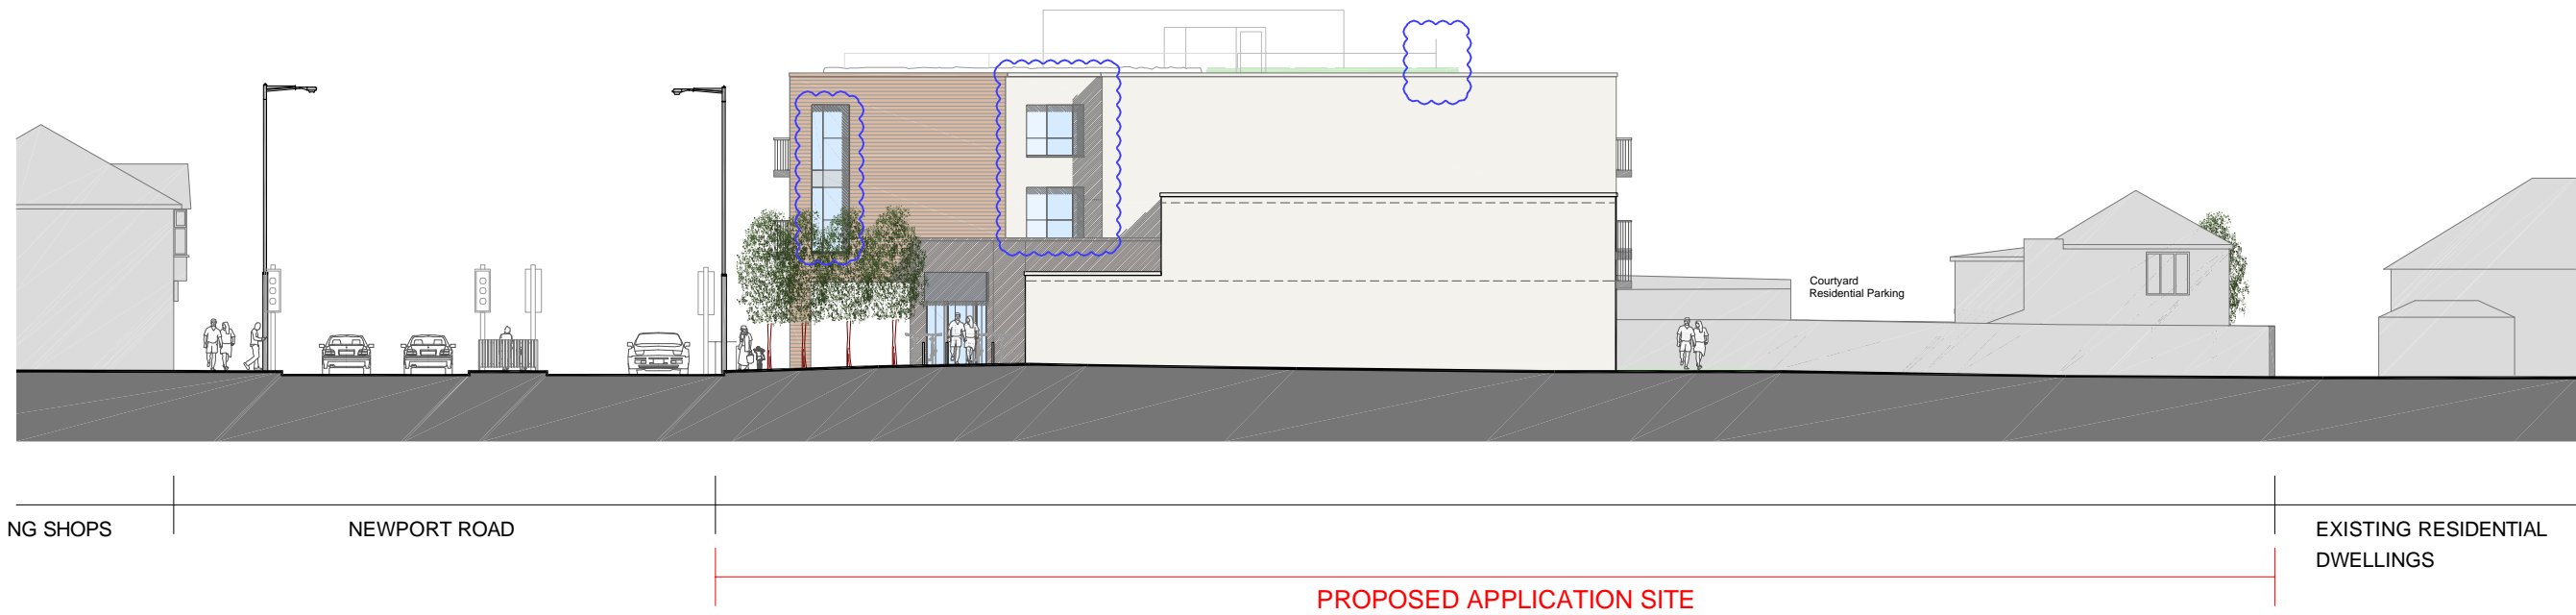 Courtyard
Residential Parking
NG SHOPS
NEWPORT ROAD
EXISTING RESIDENTIAL
DWELLINGS
PROPOSED APPLICATION SITE